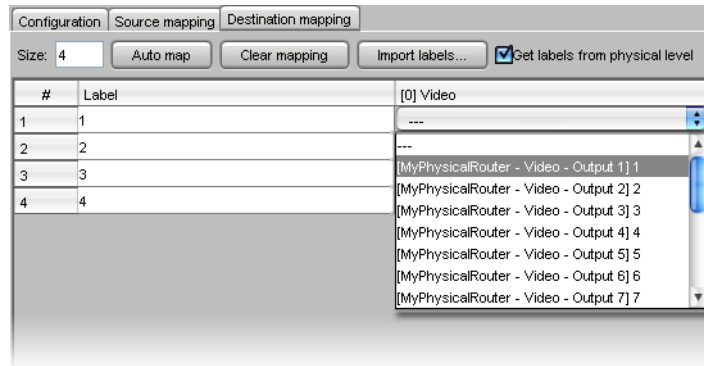 Configuration Source mapping Destination mapping
Size: 4 Auto map Clear mapping Import labels... Get labels from physical level
# Label [0] Video
1 1 ---
2 2 ---
[MyPhysicalRouter - Video - Output 1] 1
[MyPhysicalRouter - Video - Output 2] 2
3 3 [MyPhysicalRouter - Video - Output 3] 3
4 4 [MyPhysicalRouter - Video - Output 4] 4
[MyPhysicalRouter - Video - Output 5] 5
[MyPhysicalRouter - Video - Output 6] 6
[MyPhysicalRouter - Video - Output 7] 7